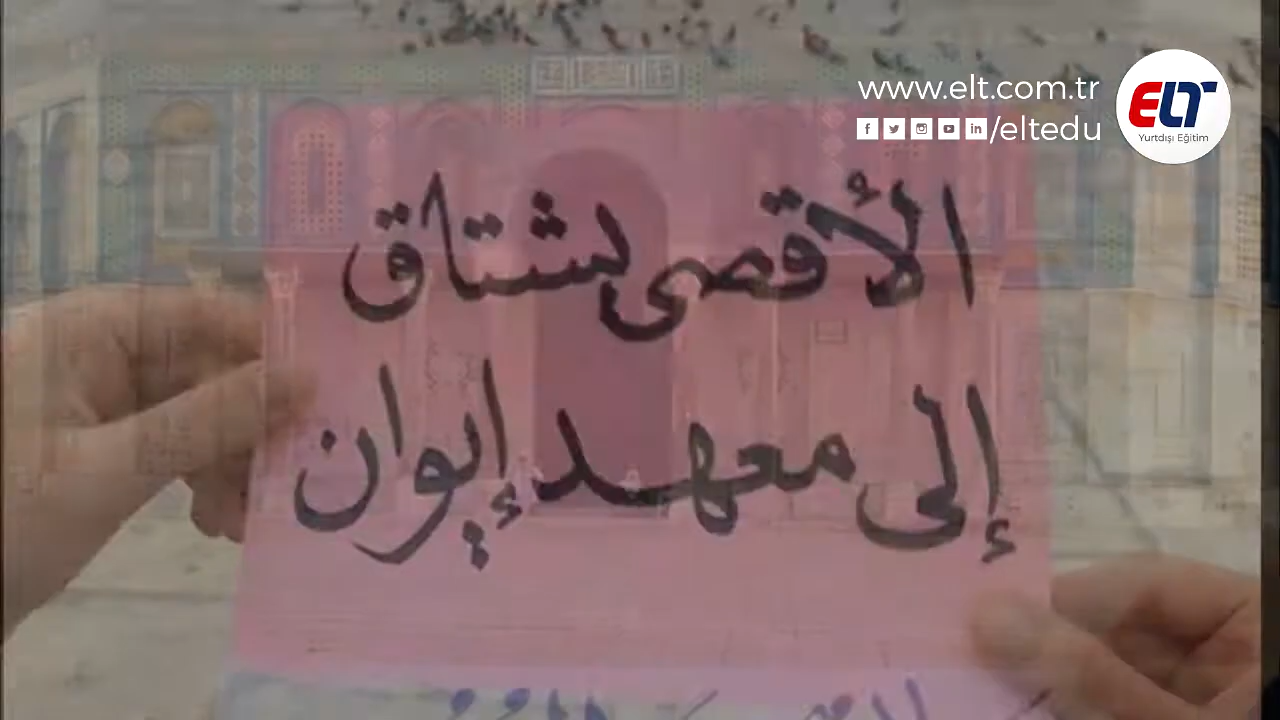 www.elt.com.tr
/eltedu
ELT
Yurtdışı Eğitim
الأقصى يشتاق
إلى معهد إيوان